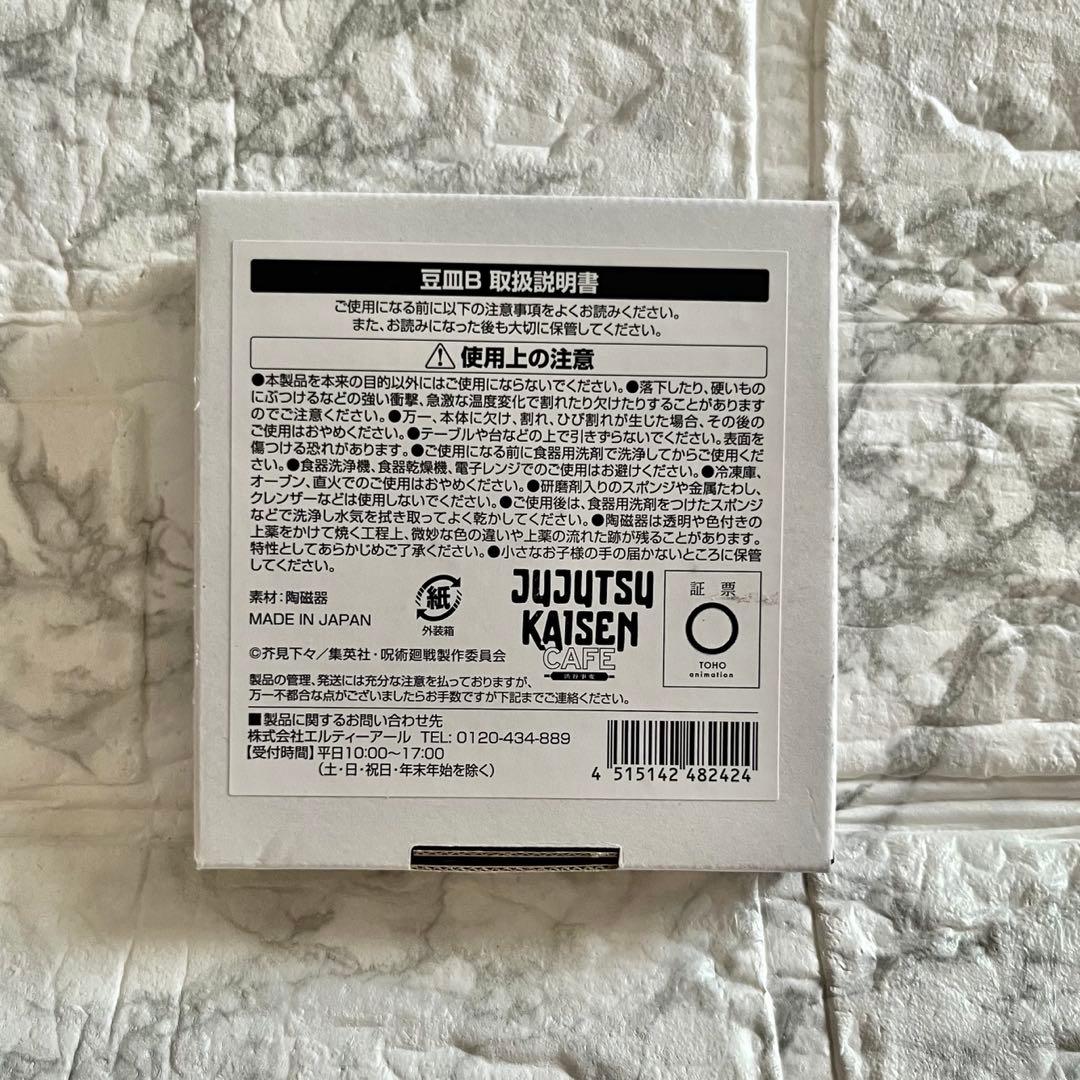 豆皿B 取扱説明書
ご使用になる前に以下の注意事項をよくお読みください。
また、お読みになった後も大切に保管してください。
使用上の注意
●本製品を本来の目的以外にはご使用にならないでください。●落下したり、硬いもの
にぶつけるなどの強い衝撃、急激な温度変化で割れたり欠けたりすることがあります
のでご注意ください。●万一、本体に欠け、割れ、ひび割れが生じた場合、その後の
ご使用はおやめください。●テーブルや台などの上で引きずらないでください。表面を
傷つける恐れがあります。●ご使用になる前に食器用洗剤で洗浄してからご使用くだ
さい。●食器洗浄機、食器乾燥機、電子レンジでのご使用はお避けください。●冷凍庫、
オーブン、直火でのご使用はおやめください。●研磨剤入りのスポンジや金属たわし、
クレンザーなどは使用しないでください。●ご使用後は、食器用洗剤をつけたスポンジ
などで洗浄し水気を拭き取ってよく乾かしてください。●陶磁器は透明や色付きの
上薬をかけて焼く工程上、微妙な色の違いや上薬の流れた跡が残ることがあります。
特性としてあらかじめご了承ください。●小さなお子様の手の届かないところに保管
してください。
素材:陶磁器
MADE IN JAPAN
紙
外装箱
JUJUTSU
KAISEN
CAFE
渋谷事変
証票
TOHO
animation
©芥見下々／集英社・呪術廻戦製作委員会
製品の管理、発送には充分な注意を払っておりますが、
万一不都合な点がございましたらお手数ですが下記までご連絡ください。
■製品に関するお問い合わせ先
株式会社エルティーアール TEL: 0120-434-889
【受付時間】平日10:00～17:00
(土・日・祝日・年末年始を除く)
4 515142 482424